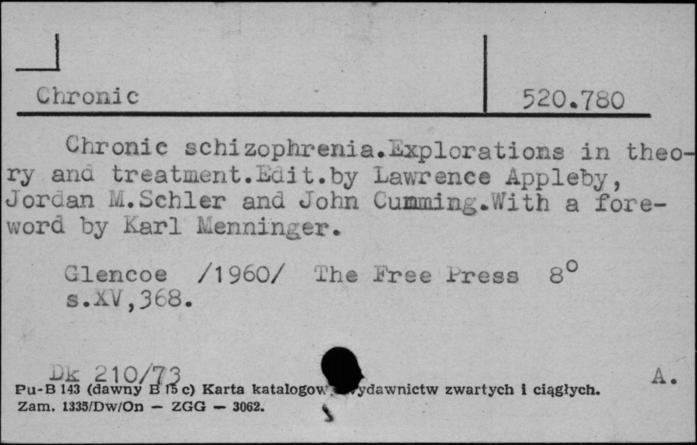 Chronic 520.780
Chronic schizophrenia.Explorations in theo-
ry and treatment.Edit.by Lawrence Appleby,
Jordan M.Schler and John Cumming.With a fore-
word by Karl Menninger.
Glencoe /1960/ The Free Press 8°
s.XV,368.
Dk 210/73 A.
Pu-B 143 (dawny B 15 c) Karta katalogow wydawnictw zwartych i ciągłych.
Zam. 1335/Dw/On — ZGG — 3062.